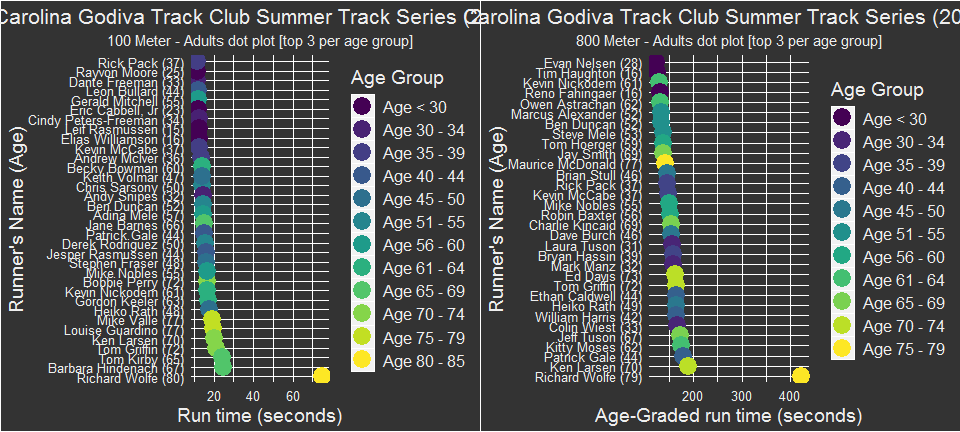 Carolina Godiva Track Club Summer Track Series (2
100 Meter - Adults dot plot [top 3 per age group]
Runner's Name (Age)
Rick Pack (37)
Rayvon Moore (25)
Dante Freeman (33)
Leon Bullard (44)
Gerald Mitchell (55)
Eric Cabbell, Jr (23)
Cindy Peters-Freeman (34)
Leif Rasmussen (15)
Elias Williamson (16)
Kevin McCabe (37)
Andrew McIver (36)
Becky Bowman (60)
Keith Volmar (47)
Chris Sarsony (50)
Andy Snipes (32)
Ben Duncan (52)
Adina Mele (57)
Jane Barnes (66)
Patrick Gale (44)
Derek Rodriguez (50)
Jesper Rasmussen (44)
Stephen Fraser (48)
Mike Nobles (55)
Bobbie Perry (72)
Kevin Nickodem (61)
Gordon Keeler (63)
Heiko Rath (48)
Mike Valle (77)
Louise Guardino (77)
Ken Larsen (70)
Tom Griffin (72)
Tom Kirby (65)
Barbara Hindenach (67)
Richard Wolfe (80)
20 40 60
Run time (seconds)
Age Group
Age < 30
Age 30 - 34
Age 35 - 39
Age 40 - 44
Age 45 - 50
Age 51 - 55
Age 56 - 60
Age 61 - 64
Age 65 - 69
Age 70 - 74
Age 75 - 79
Age 80 - 85
Carolina Godiva Track Club Summer Track Series (20
800 Meter - Adults dot plot [top 3 per age group]
Runner's Name (Age)
Evan Nelsen (28)
Tim Haughton (16)
Kevin Nickodem (61)
Reno Fahringer (16)
Owen Astrachan (62)
Marcus Alexander (52)
Ben Duncan (52)
Steve Mele
Tom Hoerger (59)
Jay Smith
Maurice McDonald (77)
Brian Stull (46)
Rick Pack (37)
Kevin McCabe (37)
Mike Nobles (55)
Robin Baxter (56)
Charlie Kincaid (69)
Dave Burch (46)
Laura Tuson (31)
Bryan Hassin (39)
Mark Manz (32)
Ed Davis (73)
Tom Griffin (72)
Ethan Caldwell (44)
Heiko Rath (49)
William Harris (42)
Colin Wiest (33)
Jeff Tuson (67)
Kitty Moses (62)
Patrick Gale (44)
Ken Larsen (70)
Richard Wolfe (79)
200 300 400
Age-Graded run time (seconds)
Age Group
Age < 30
Age 30 - 34
Age 35 - 39
Age 40 - 44
Age 45 - 50
Age 51 - 55
Age 56 - 60
Age 61 - 64
Age 65 - 69
Age 70 - 74
Age 75 - 79